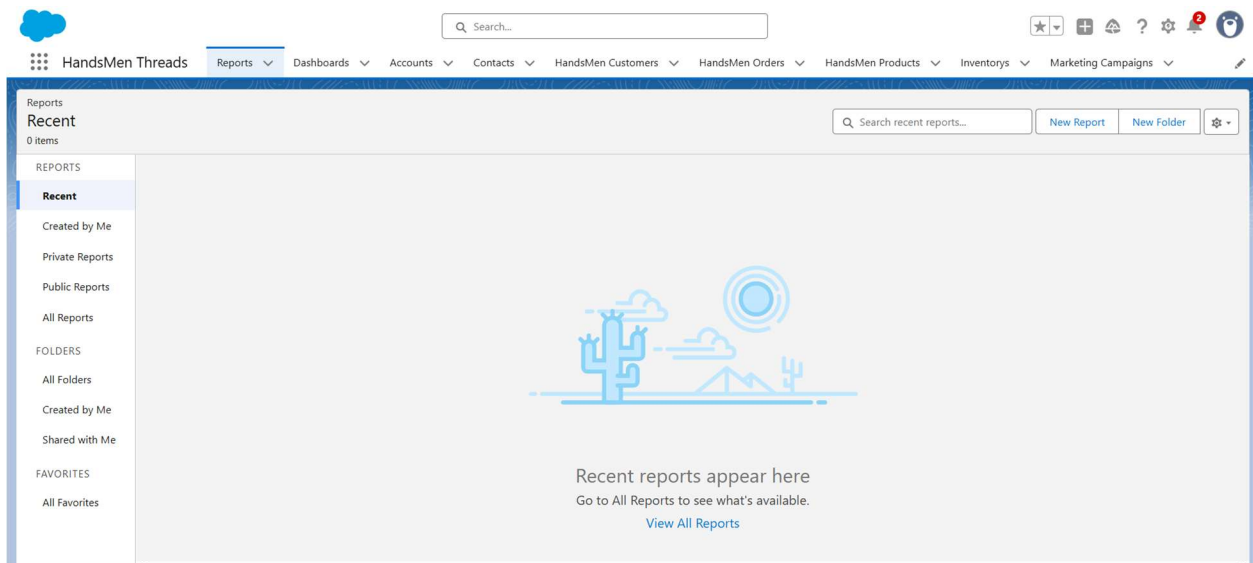 Search...
2
HandsMen Threads Reports Dashboards Accounts Contacts HandsMen Customers HandsMen Orders HandsMen Products Inventorys Marketing Campaigns
Reports
Recent
0 items
Search recent reports...
New Report
New Folder
REPORTS
Recent
Created by Me
Private Reports
Public Reports
All Reports
FOLDERS
All Folders
Created by Me
Shared with Me
FAVORITES
All Favorites
Recent reports appear here
Go to All Reports to see what's available.
View All Reports